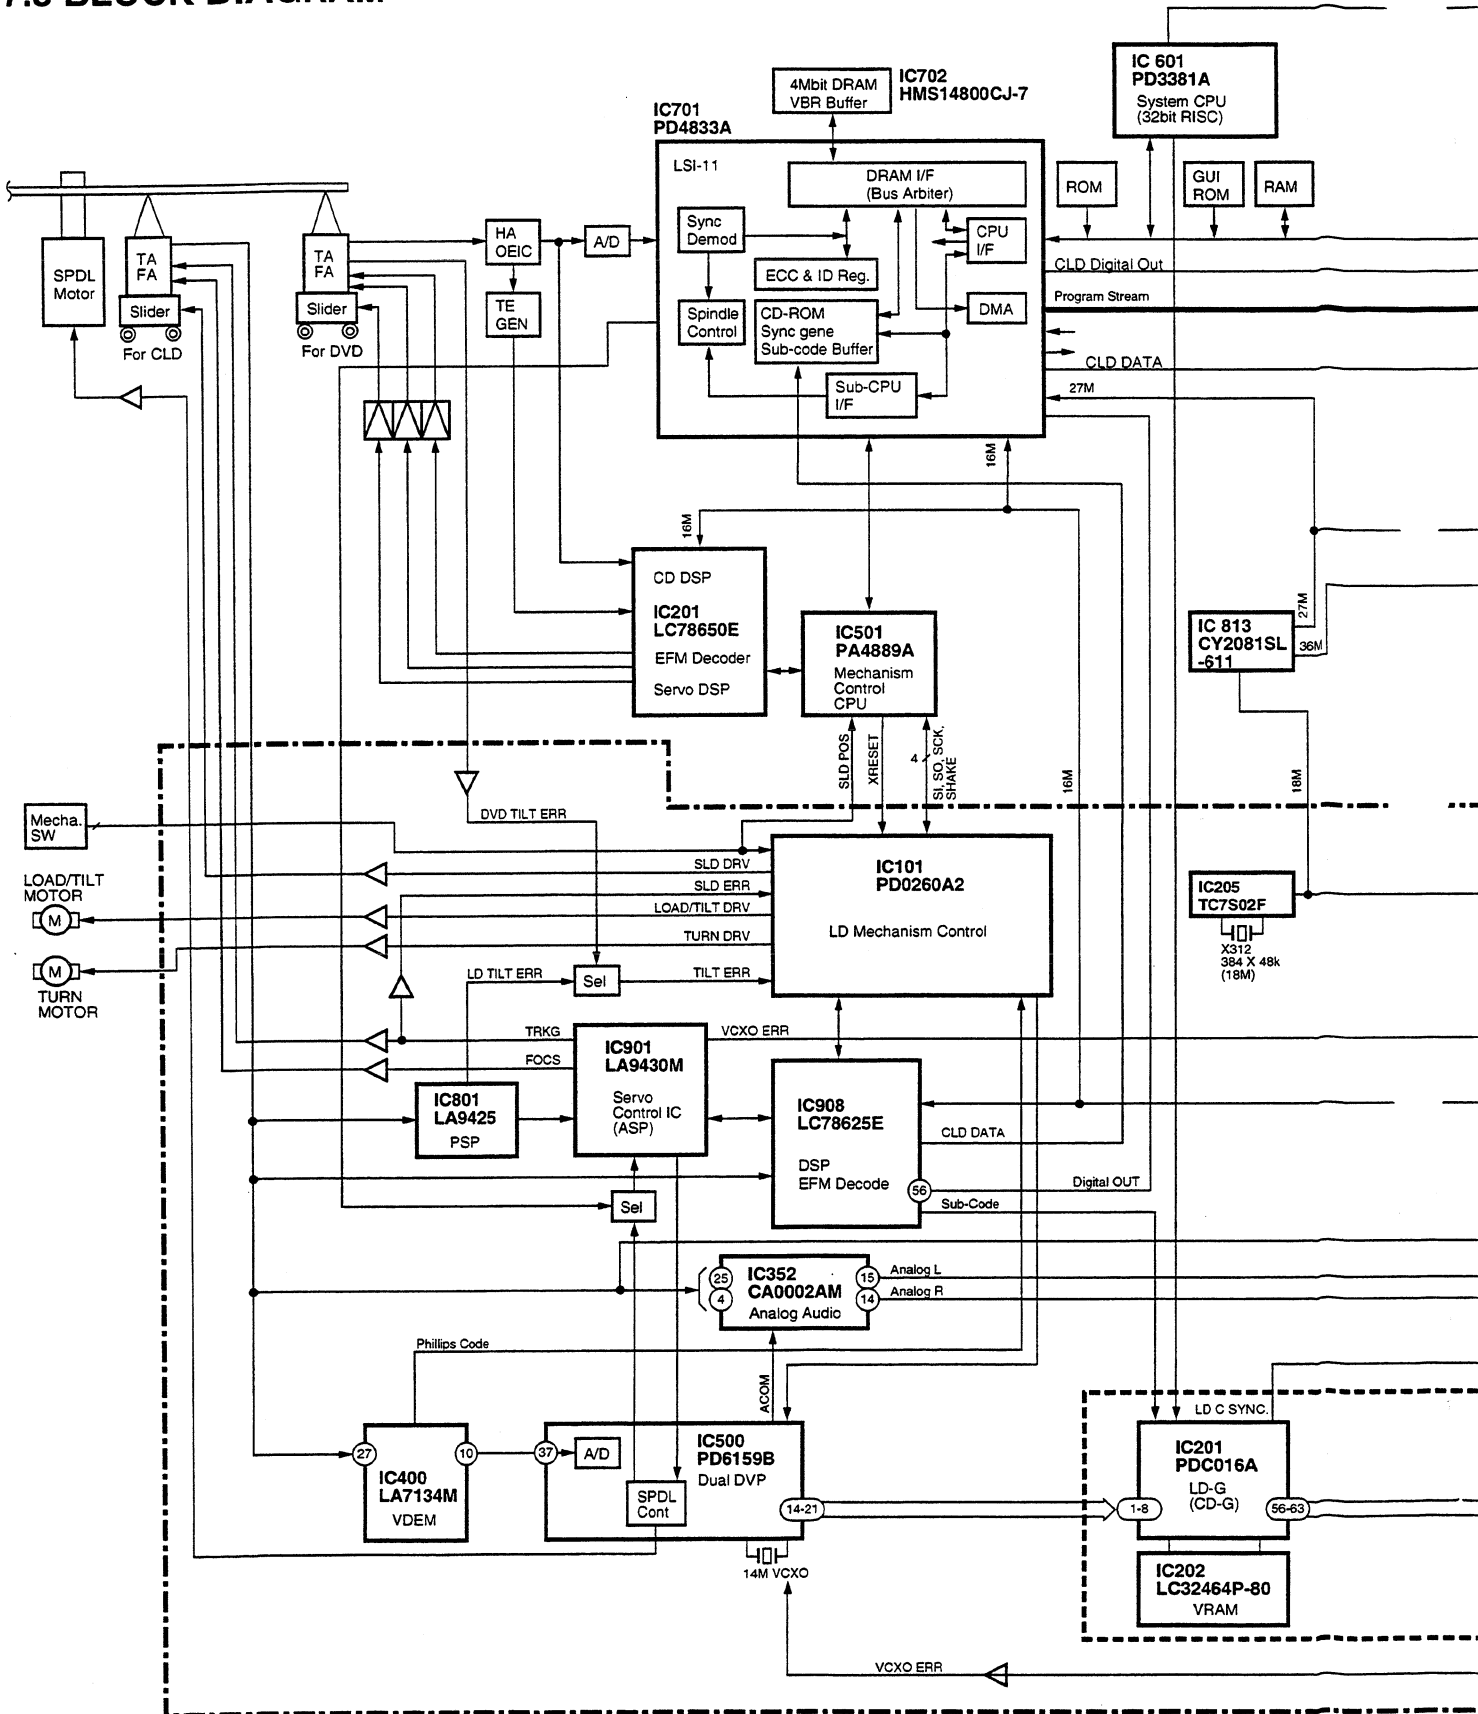 7.3 BLOCK DIAGRAM
IC 601
PD3381A
System CPU
(32bit RISC)
4Mbit DRAM
VBR Buffer
IC702
HMS14800CJ-7
IC701
PD4833A
LSI-11
DRAM I/F
(Bus Arbiter)
ROM
GUI
ROM
RAM
Sync
Demod
CPU
I/F
HA
OEIC
A/D
TA
FA
TA
FA
SPDL
Motor
ECC & ID Reg.
CLD Digital Out
Program Stream
TE
GEN
Slider
Slider
Spindle
Control
CD-ROM
Sync gene
Sub-code Buffer
DMA
For CLD
For DVD
CLD DATA
Sub-CPU
I/F
27M
16M
16M
CD DSP
IC201
LC78650E
EFM Decoder
Servo DSP
IC501
PA4889A
Mechanism
Control
CPU
27M
IC 813
CY2081SL
-611
36M
SLD POS
XRESET
4
SI, SO, SCK,
SHAKE
16M
18M
Mecha.
SW
DVD TILT ERR
LOAD/TILT
MOTOR
M
SLD DRV
SLD ERR
LOAD/TILT DRV
TURN DRV
IC101
PD0260A2
LD Mechanism Control
IC205
TC7S02F
X312
384 X 48k
(18M)
M
TURN
MOTOR
LD TILT ERR
Sel
TILT ERR
TRKG
FOCS
VCXO ERR
IC901
LA9430M
Servo
Control IC
(ASP)
IC801
LA9425
PSP
IC908
LC78625E
DSP
EFM Decode
CLD DATA
56
Digital OUT
Sub-Code
Sel
25
4
IC352
CA0002AM
Analog Audio
15
14
Analog L
Analog R
Phillips Code
ACOM
LD C SYNC.
27
IC400
LA7134M
VDEM
10
37
A/D
IC500
PD6159B
Dual DVP
SPDL
Cont
14-21
1-8
IC201
PDC016A
LD-G
(CD-G)
56-63
14M VCXO
IC202
LC32464P-80
VRAM
VCXO ERR